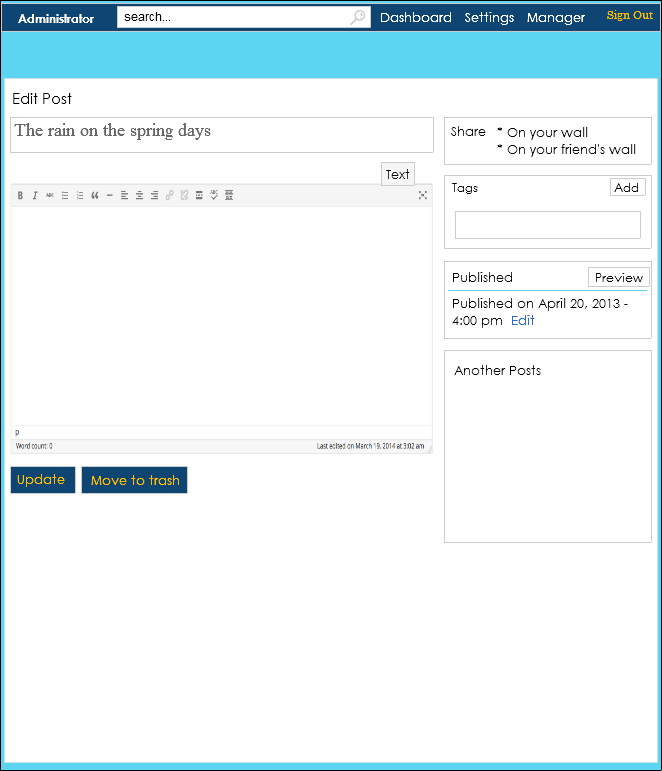 Administrator search... Dashboard Settings Manager Sign Out
Edit Post
The rain on the spring days
Text
B I ABC
ABC
p
Word count: 0 Last edited on March 19, 2014 at 3:02 am
Update Move to trash
Share * On your wall
* On your friend's wall
Tags Add
Published Preview
Published on April 20, 2013 -
4:00 pm Edit
Another Posts